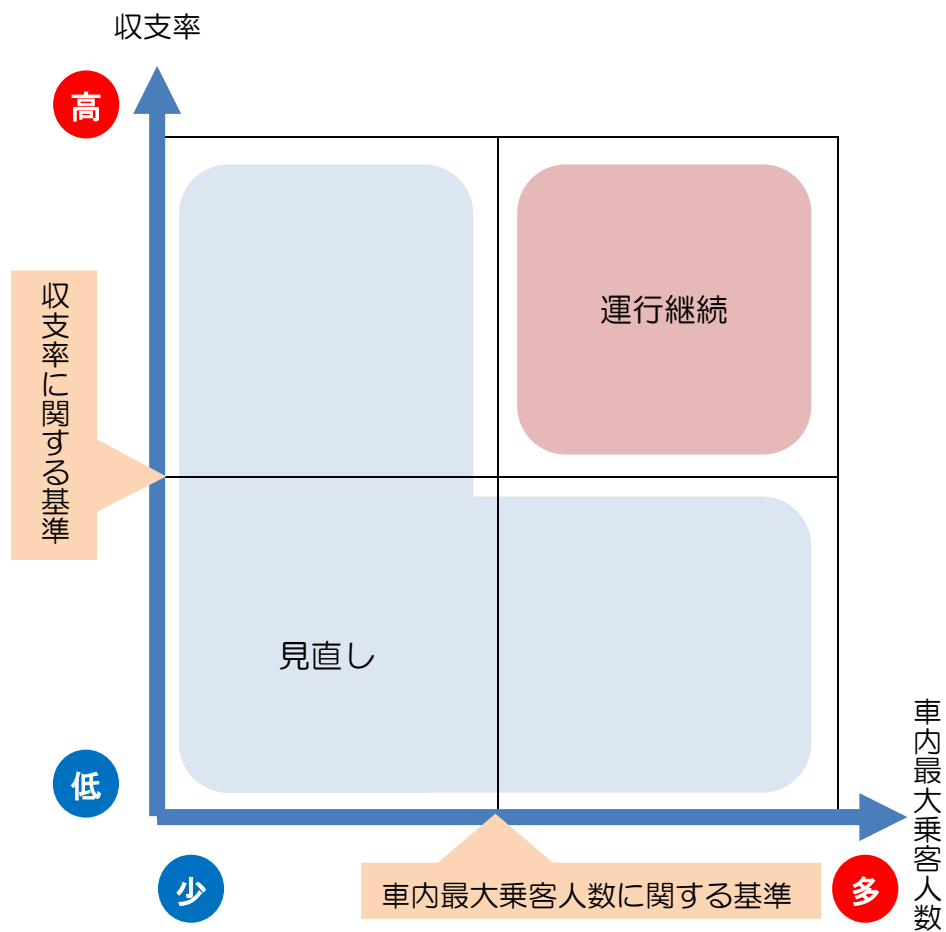 収支率
高
収支率に関する基準
運行継続
見直し
低
少
車内最大乗客人数に関する基準
多
車内最大乗客人数